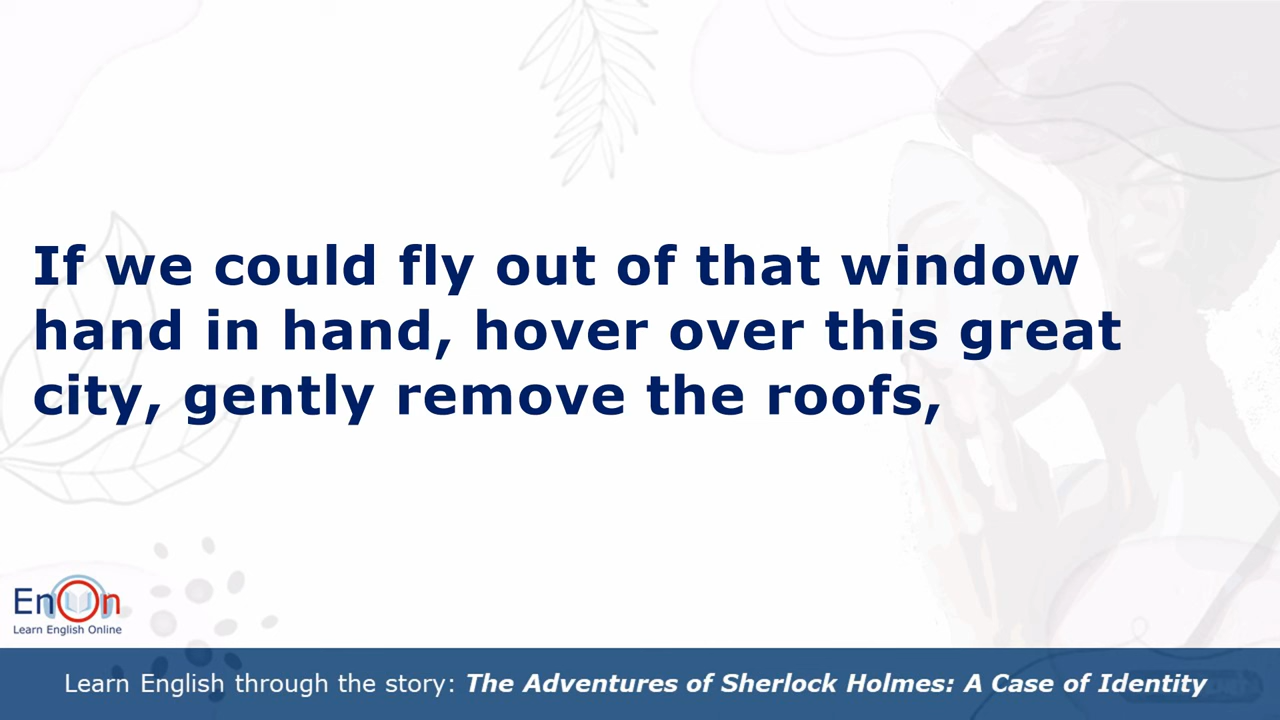 If we could fly out of that window
hand in hand, hover over this great
city, gently remove the roofs,
EnOn
Learn English Online
Learn English through the story: The Adventures of Sherlock Holmes: A Case of Identity